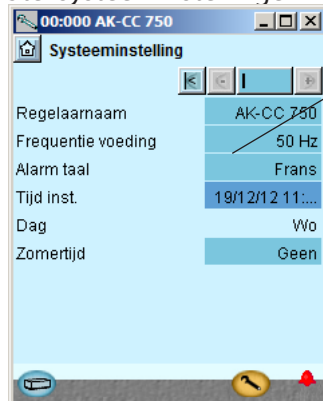 00:000 AK-CC 750
Systeeminstelling
Regelaarnaam AK-CC 750
Frequentie voeding 50 Hz
Alarm taal Frans
Tijd inst. 19/12/12 11:...
Dag Wo
Zomertijd Geen